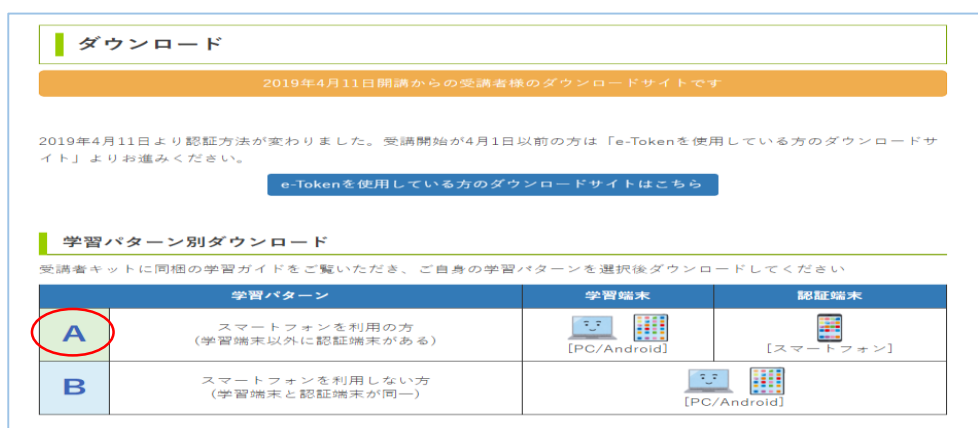 ダウンロード
2019年4月11日開講からの受講者様のダウンロードサイトです
2019年4月11日より認証方法が変わりました。受講開始が4月1日以前の方は「e-Tokenを使用している方のダウンロードサ
イト」よりお進みください。
e-Tokenを使用している方のダウンロードサイトはこちら
学習パターン別ダウンロード
受講者キットに同梱の学習ガイドをご覧いただき、ご自身の学習パターンを選択後ダウンロードしてください
学習パターン 学習端末 認証端末
A スマートフォンを利用の方
(学習端末以外に認証端末がある)
[PC/Android] [スマートフォン]
B スマートフォンを利用しない方
(学習端末と認証端末が同一)
[PC/Android]